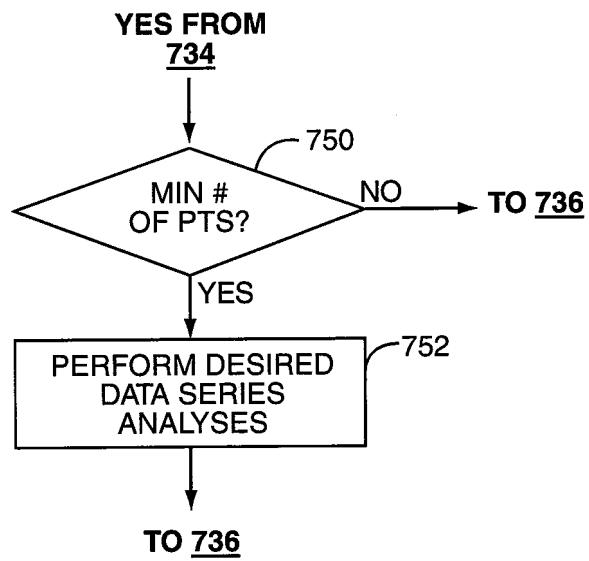 YES FROM
734
750
MIN #
OF PTS?
NO
TO 736
YES
752
PERFORM DESIRED
DATA SERIES
ANALYSES
TO 736